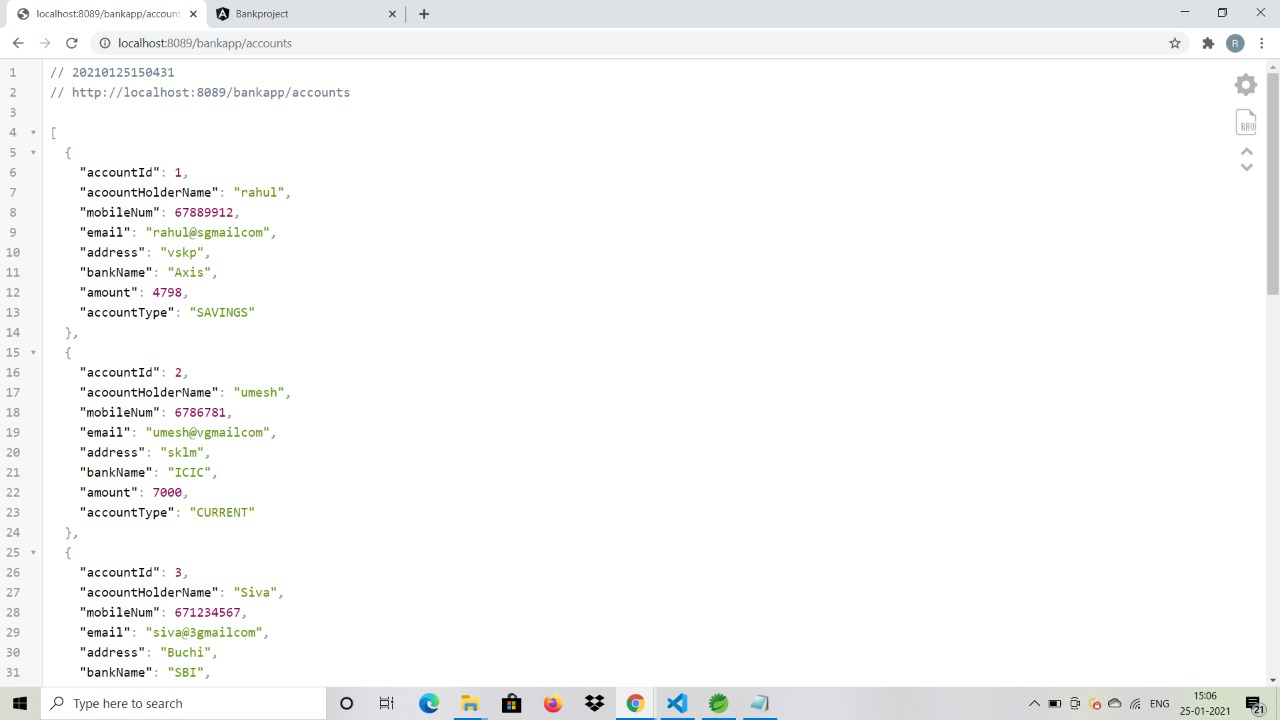 localhost:8089/bankapp/account
Bankproject
localhost:8089/bankapp/accounts
R
1 // 20210125150431
2 // http://localhost:8089/bankapp/accounts
3
4 [
5 {
6 "accountId": 1,
7 "acoountHolderName": "rahul",
8 "mobileNum": 67889912,
9 "email": "rahul@sgmailcom",
10 "address": "vskp",
11 "bankName": "Axis",
12 "amount": 4798,
13 "accountType": "SAVINGS"
14 },
15 {
16 "accountId": 2,
17 "acoountHolderName": "umesh",
18 "mobileNum": 6786781,
19 "email": "umesh@vgmailcom",
20 "address": "sklm",
21 "bankName": "ICIC",
22 "amount": 7000,
23 "accountType": "CURRENT"
24 },
25 {
26 "accountId": 3,
27 "acoountHolderName": "Siva",
28 "mobileNum": 671234567,
29 "email": "siva@3gmailcom",
30 "address": "Buchi",
31 "bankName": "SBI",
RAW
Type here to search
ENG
15:06
25-01-2021
21